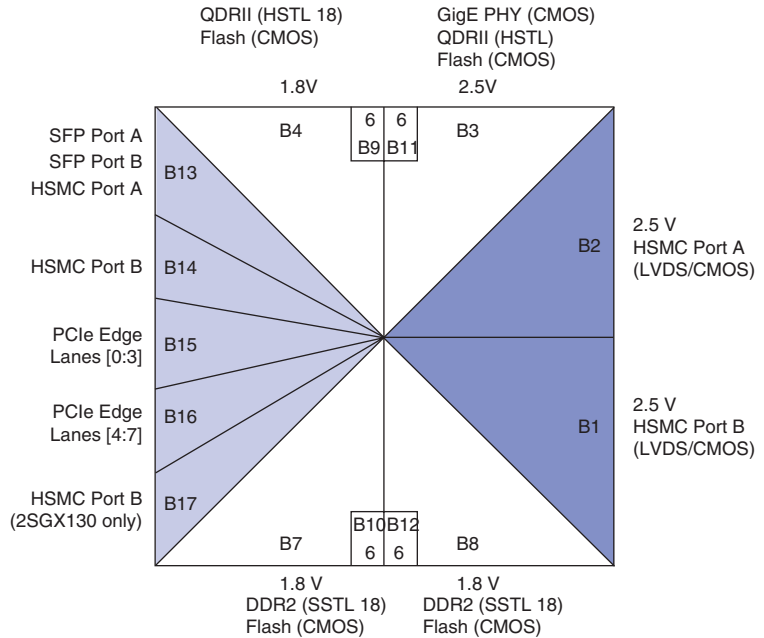 QDRII (HSTL 18)
Flash (CMOS)
GigE PHY (CMOS)
QDRII (HSTL)
Flash (CMOS)
1.8V
2.5V
B4
6
B9
6
B11
B3
SFP Port A
SFP Port B
HSMC Port A
B13
HSMC Port B
B14
PCIe Edge
Lanes [0:3]
B15
PCIe Edge
Lanes [4:7]
B16
HSMC Port B
(2SGX130 only)
B17
B2
2.5 V
HSMC Port A
(LVDS/CMOS)
B1
2.5 V
HSMC Port B
(LVDS/CMOS)
B7
B10
6
B12
6
B8
1.8 V
DDR2 (SSTL 18)
Flash (CMOS)
1.8 V
DDR2 (SSTL 18)
Flash (CMOS)